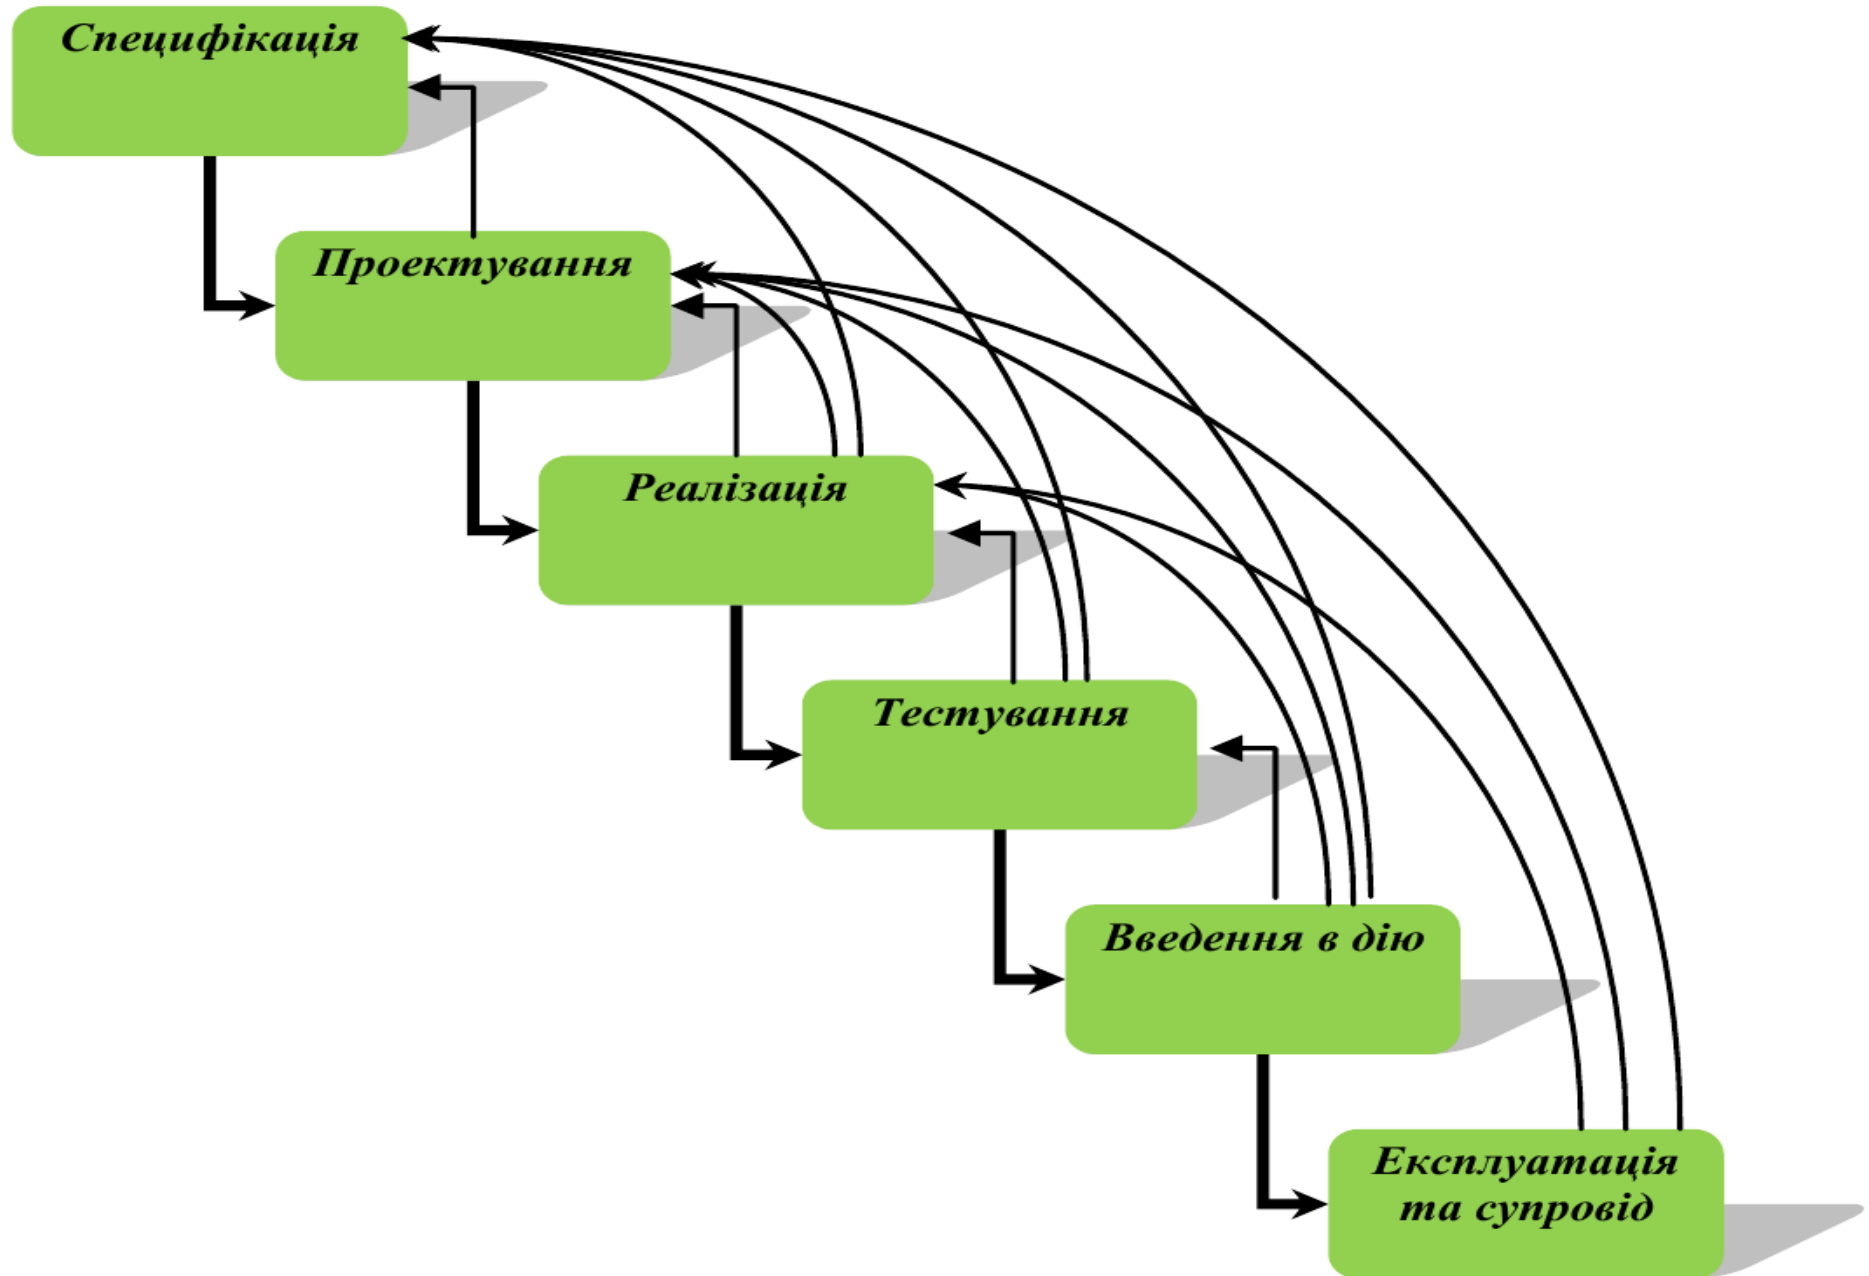 Специфікація
Проектування
Реалізація
Тестування
Введення в дію
Експлуатація
та супровід